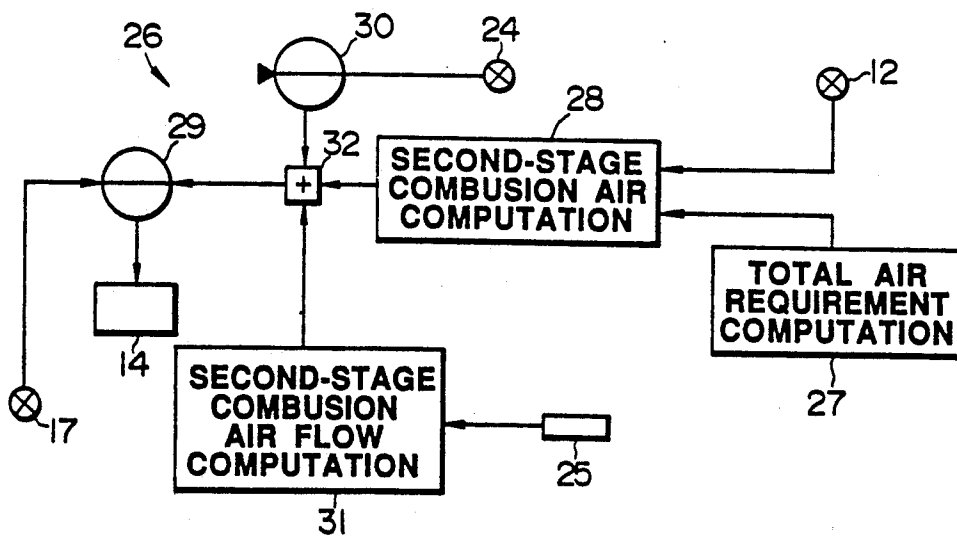 26
30
24
12
29
32
28
+
SECOND-STAGE
COMBUSION AIR
COMPUTATION
TOTAL AIR
REQUIREMENT
COMPUTATION
27
14
17
SECOND-STAGE
COMBUSION
AIR FLOW
COMPUTATION
25
31